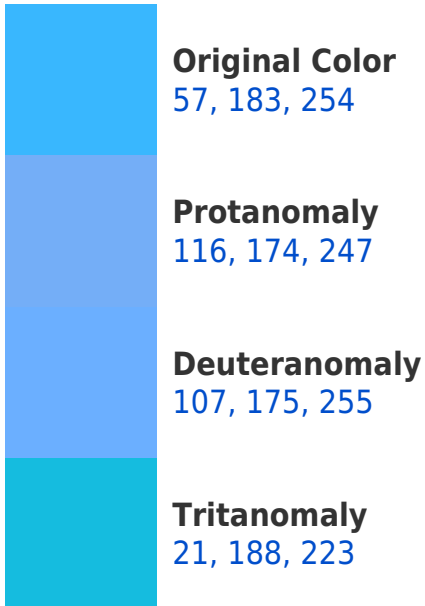 Original Color
57, 183, 254
Protanomaly
116, 174, 247
Deuteranomaly
107, 175, 255
Tritanomaly
21, 188, 223